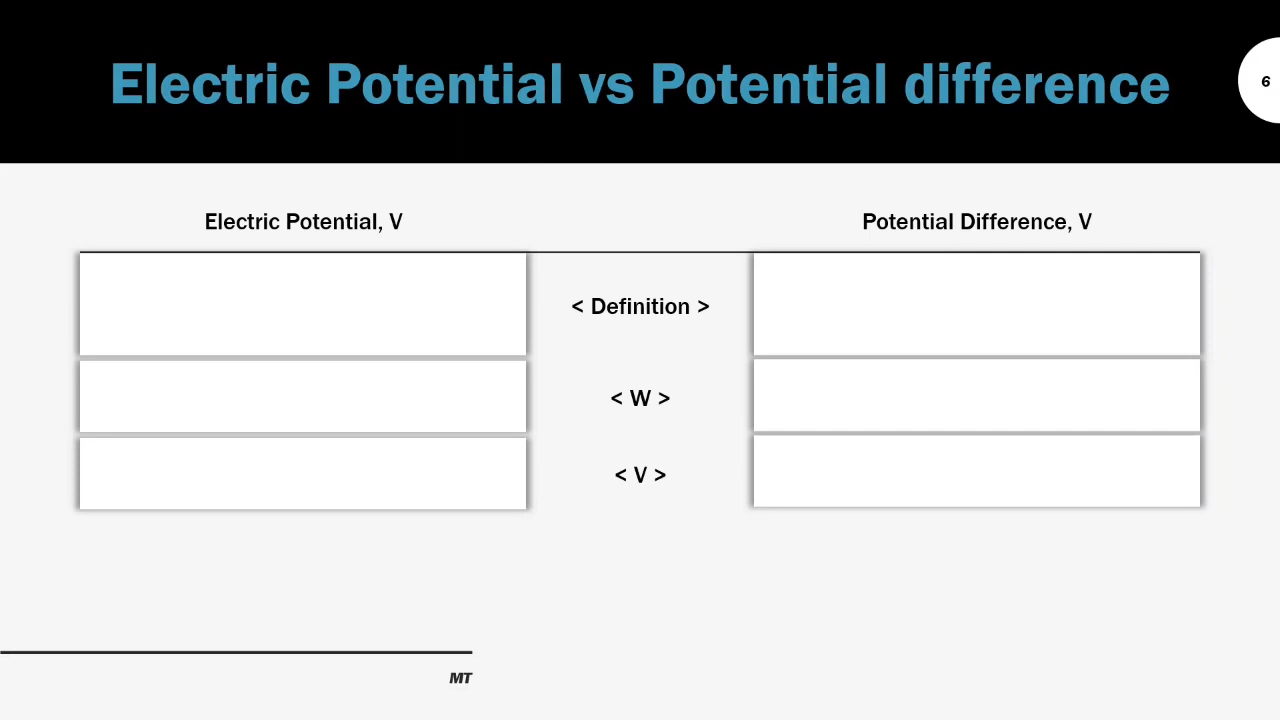 Electric Potential vs Potential difference
6
Electric Potential, V
Potential Difference, V
< Definition >
< W >
< V >
MT